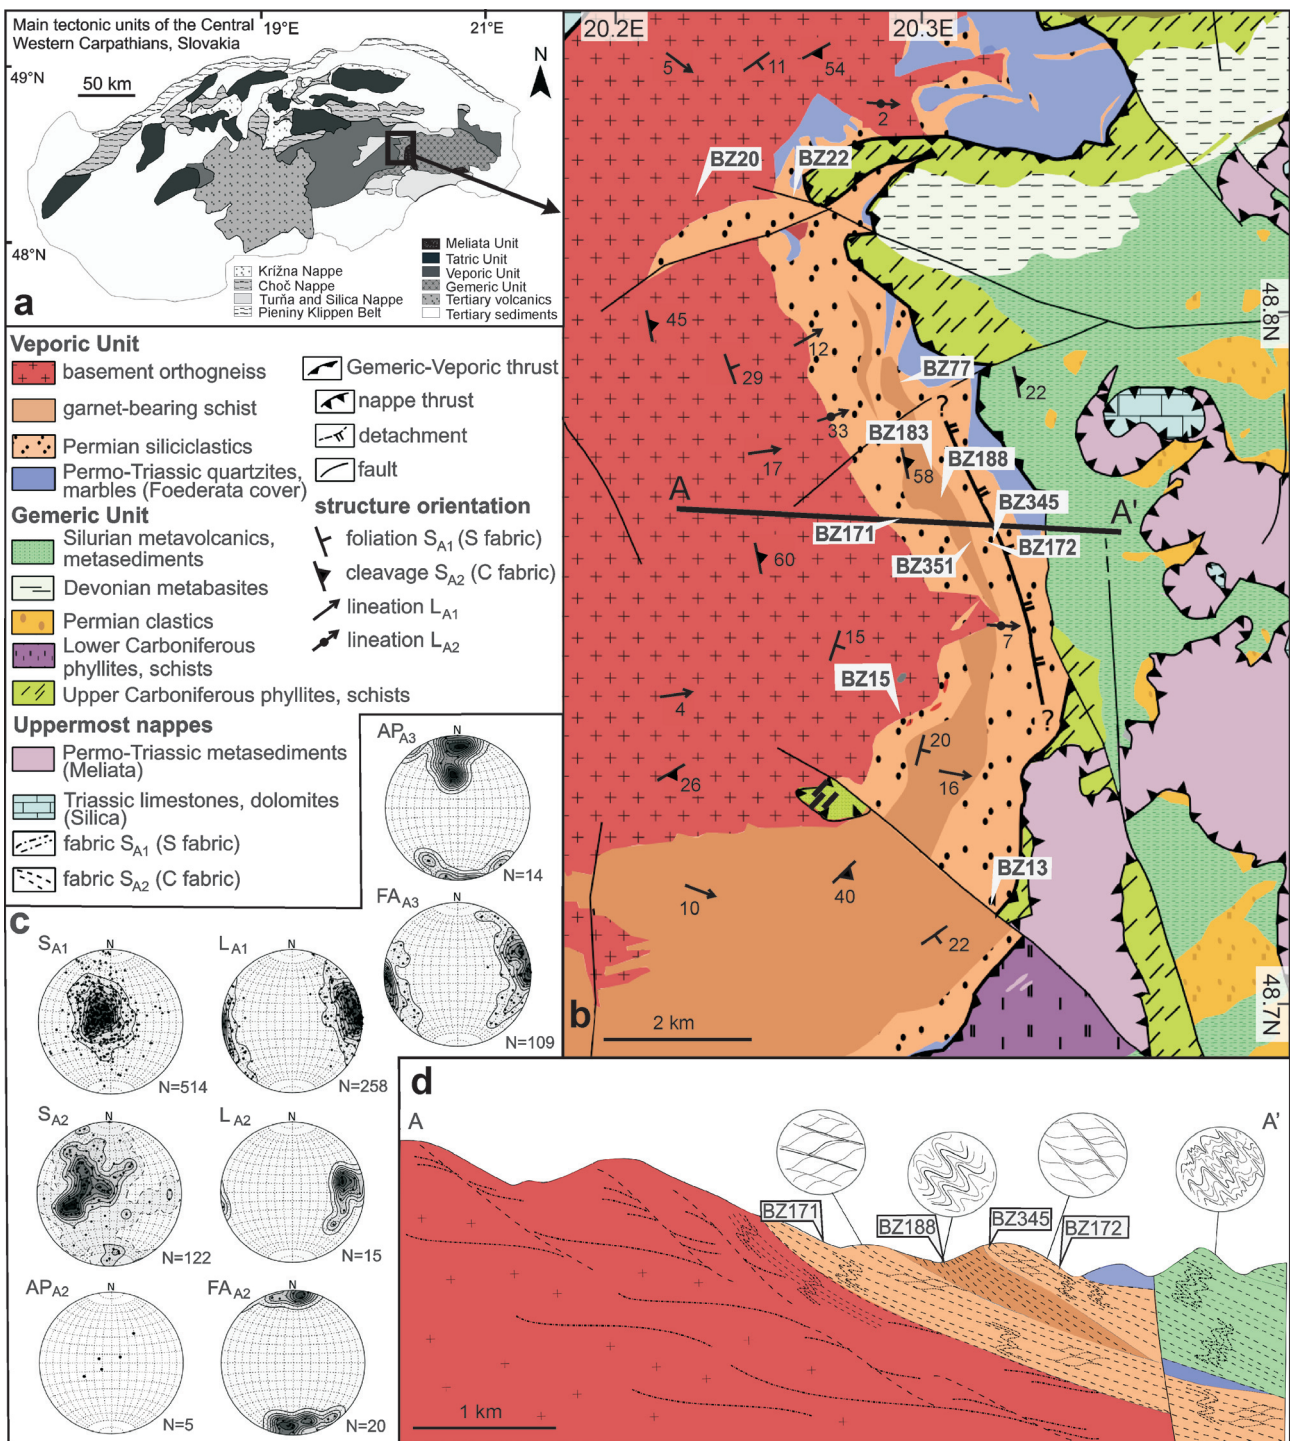 Main tectonic units of the Central
Western Carpathians, Slovakia
19°E
21°E
49°N
50 km
N
48°N
Krížna Nappe
Choč Nappe
Turňa and Silica Nappe
Pieniny Klippen Belt
Meliata Unit
Tatric Unit
Veporic Unit
Gemeric Unit
Tertiary volcanics
Tertiary sediments
a
Veporic Unit
basement orthogneiss
garnet-bearing schist
Permian siliciclastics
Permo-Triassic quartzites,
marbles (Foederata cover)
Gemeric Unit
Silurian metavolcanics,
metasediments
Devonian metabasites
Permian clastics
Lower Carboniferous
phyllites, schists
Upper Carboniferous phyllites, schists
Uppermost nappes
Permo-Triassic metasediments
(Meliata)
Triassic limestones, dolomites
(Silica)
fabric SA1 (S fabric)
fabric SA2 (C fabric)
Gemeric-Veporic thrust
nappe thrust
detachment
fault
structure orientation
foliation SA1 (S fabric)
cleavage SA2 (C fabric)
lineation LA1
lineation LA2
20.2E
20.3E
48.8N
48.7N
5
11
54
2
BZ20
BZ22
45
12
29
BZ77
22
?
33
BZ183
17
58
BZ188
A
BZ345
A'
BZ171
BZ172
BZ351
60
7
15
BZ15
4
?
20
26
16
BZ13
10
40
22
b
2 km
c
APA3
N
N=14
FAA3
N
N=109
SA1
N
N=514
LA1
N
N=258
SA2
N
N=122
LA2
N
N=15
APA2
N
N=5
FAA2
N
N=20
d
A
A'
BZ171
BZ188
BZ345
BZ172
1 km